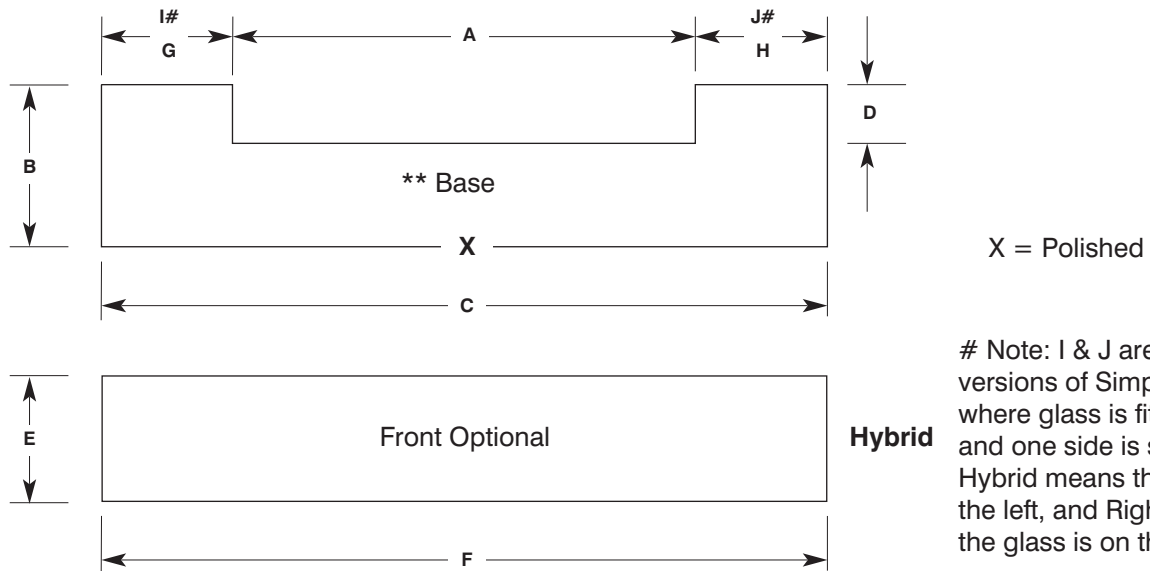 I#
J#
A
G
H
D
B
** Base
X
X = Polished
C
# Note: I & J are
versions of Simp
where glass is fi
E
Front Optional
Hybrid
and one side is s
Hybrid means th
the left, and Righ
the glass is on th
F